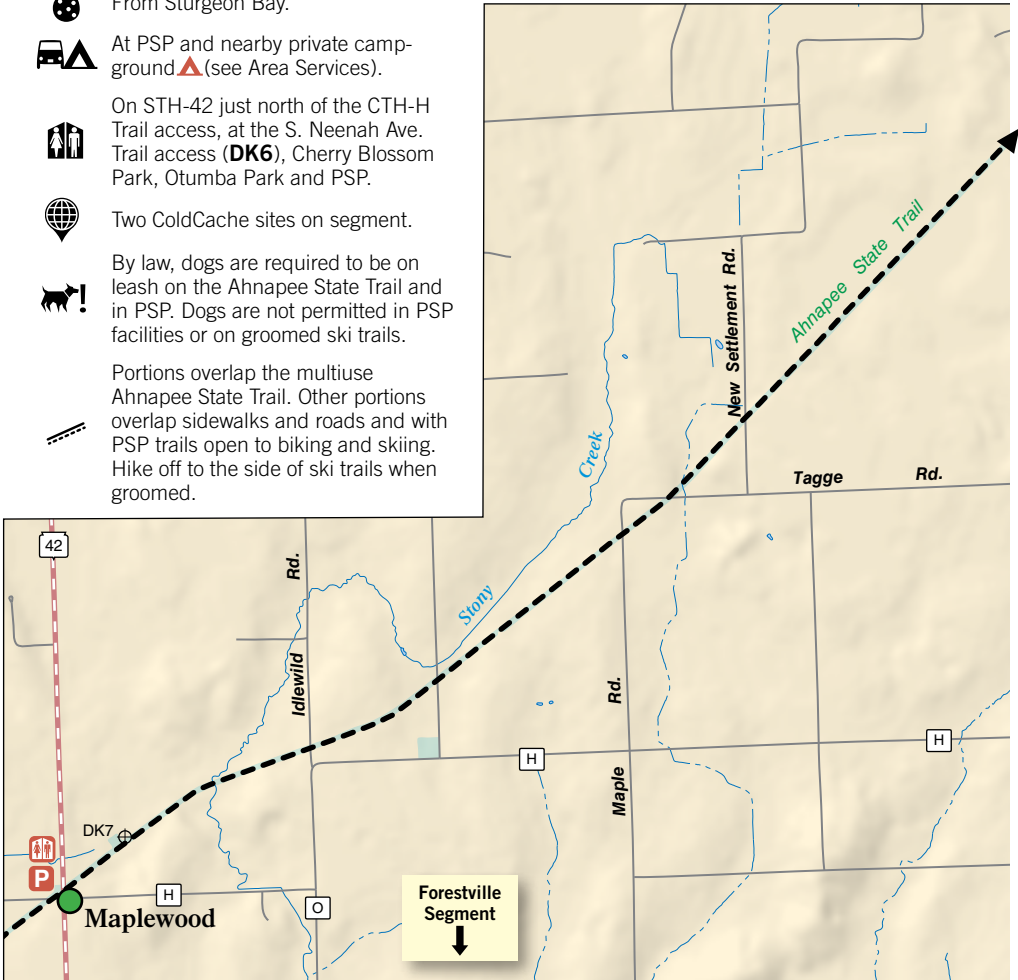 From Sturgeon Bay.
At PSP and nearby private camp-
ground (see Area Services).
On STH-42 just north of the CTH-H
Trail access, at the S. Neenah Ave.
Trail access (DK6), Cherry Blossom
Park, Otumba Park and PSP.
Two ColdCache sites on segment.
!
By law, dogs are required to be on
leash on the Ahnapee State Trail and
in PSP. Dogs are not permitted in PSP
facilities or on groomed ski trails.
Portions overlap the multiuse
Ahnapee State Trail. Other portions
overlap sidewalks and roads and with
PSP trails open to biking and skiing.
Hike off to the side of ski trails when
groomed.
Ahnapee State Trail
New Settlement Rd.
Stony Creek
Tagge Rd.
42
Idlewild Rd.
Maple Rd.
H
H
DK7
P
H
Maplewood
O
Forestville
Segment